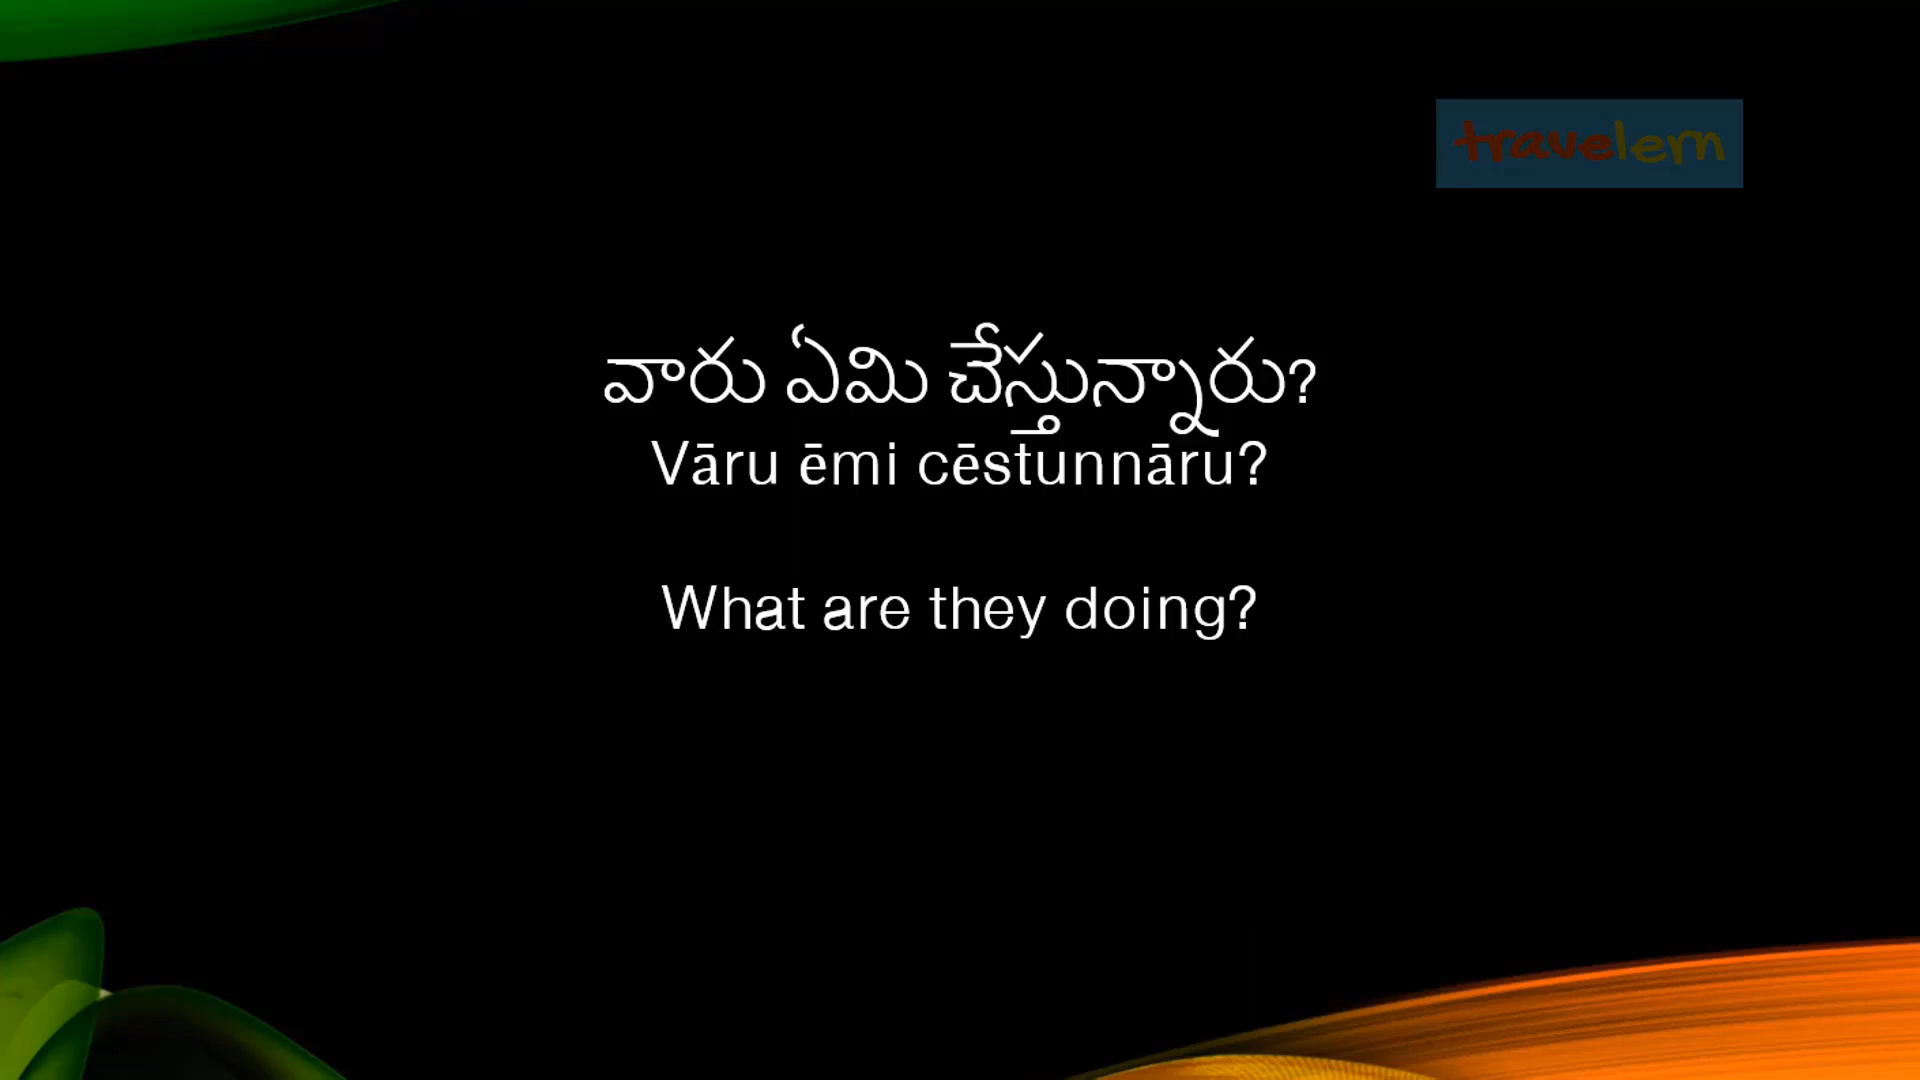 travelern
వారు ఏమి చేస్తున్నారు?
Vāru ēmi cēstunnāru?
What are they doing?